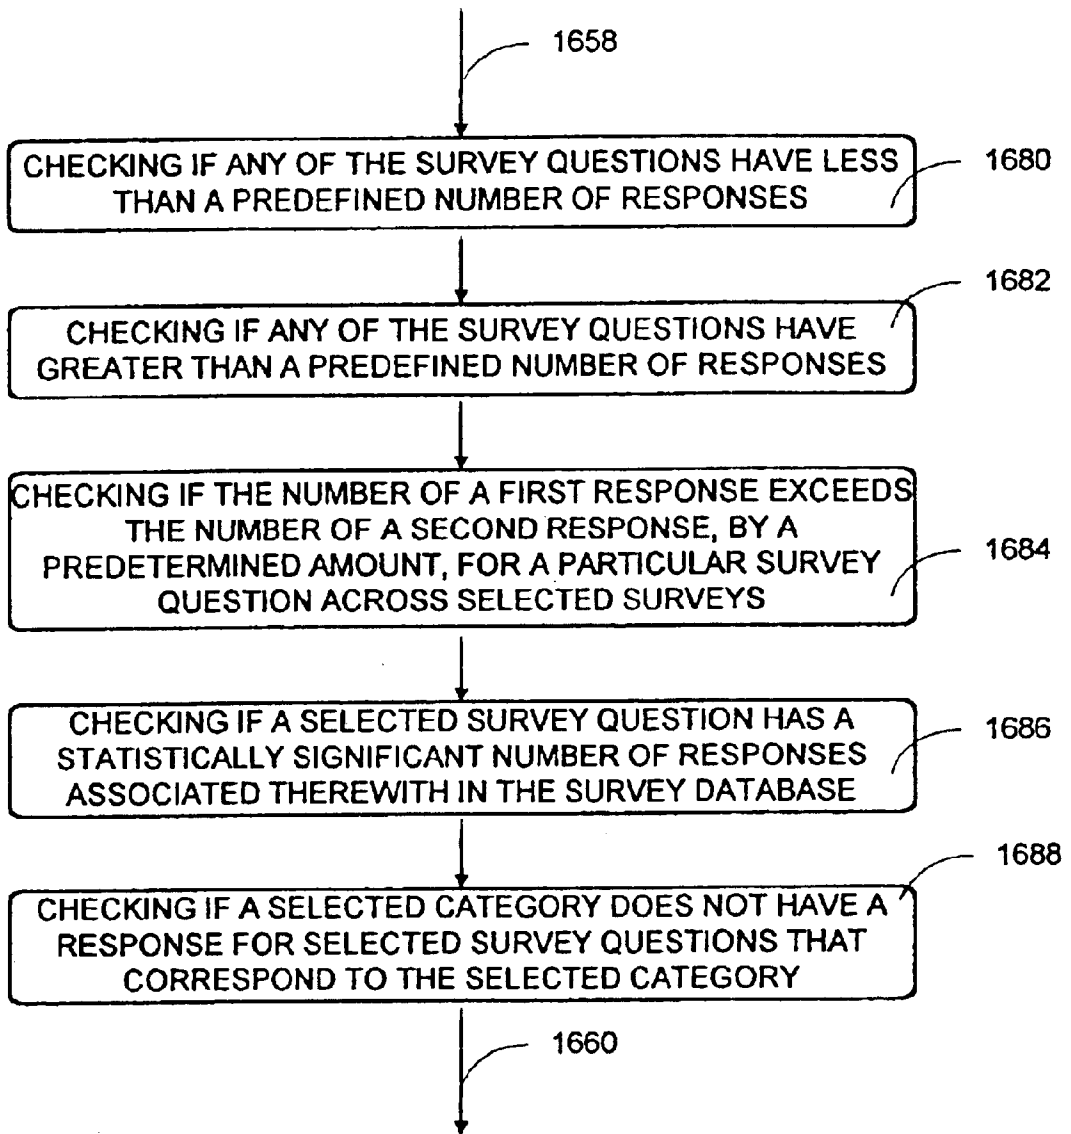 1658
CHECKING IF ANY OF THE SURVEY QUESTIONS HAVE LESS
THAN A PREDEFINED NUMBER OF RESPONSES
1680
1682
CHECKING IF ANY OF THE SURVEY QUESTIONS HAVE
GREATER THAN A PREDEFINED NUMBER OF RESPONSES
CHECKING IF THE NUMBER OF A FIRST RESPONSE EXCEEDS
THE NUMBER OF A SECOND RESPONSE, BY A
PREDETERMINED AMOUNT, FOR A PARTICULAR SURVEY
QUESTION ACROSS SELECTED SURVEYS
1684
CHECKING IF A SELECTED SURVEY QUESTION HAS A
STATISTICALLY SIGNIFICANT NUMBER OF RESPONSES
ASSOCIATED THEREWITH IN THE SURVEY DATABASE
1686
1688
CHECKING IF A SELECTED CATEGORY DOES NOT HAVE A
RESPONSE FOR SELECTED SURVEY QUESTIONS THAT
CORRESPOND TO THE SELECTED CATEGORY
1660